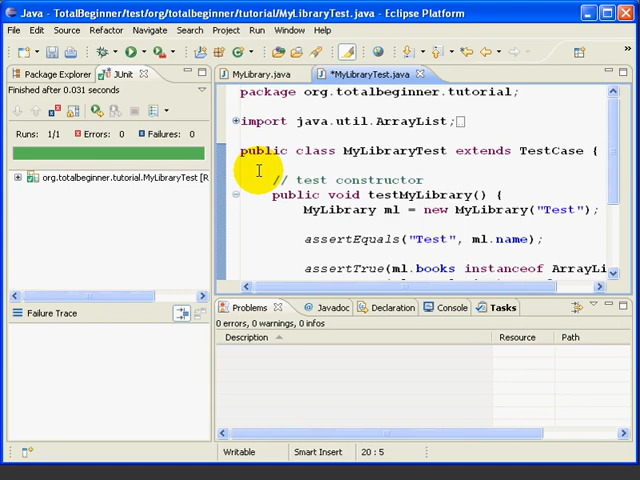 Java - TotalBeginner/test/org/totalbeginner/tutorial/MyLibraryTest.java - Eclipse Platform
File Edit Source Refactor Navigate Search Project Run Window Help
Package Explorer JUnit
Finished after 0.031 seconds
Runs: 1/1 Errors: 0 Failures: 0
org.totalbeginner.tutorial.MyLibraryTest [R
Failure Trace
MyLibrary.java *MyLibraryTest.java
package org.totalbeginner.tutorial;
import java.util.ArrayList;
public class MyLibraryTest extends TestCase {
// test constructor
public void testMyLibrary() {
MyLibrary ml = new MyLibrary("Test");
assertEquals("Test", ml.name);
assertTrue(ml.books instanceof ArrayLi
Problems Javadoc Declaration Console Tasks
0 errors, 0 warnings, 0 infos
Description Resource Path
Writable Smart Insert 20 : 5